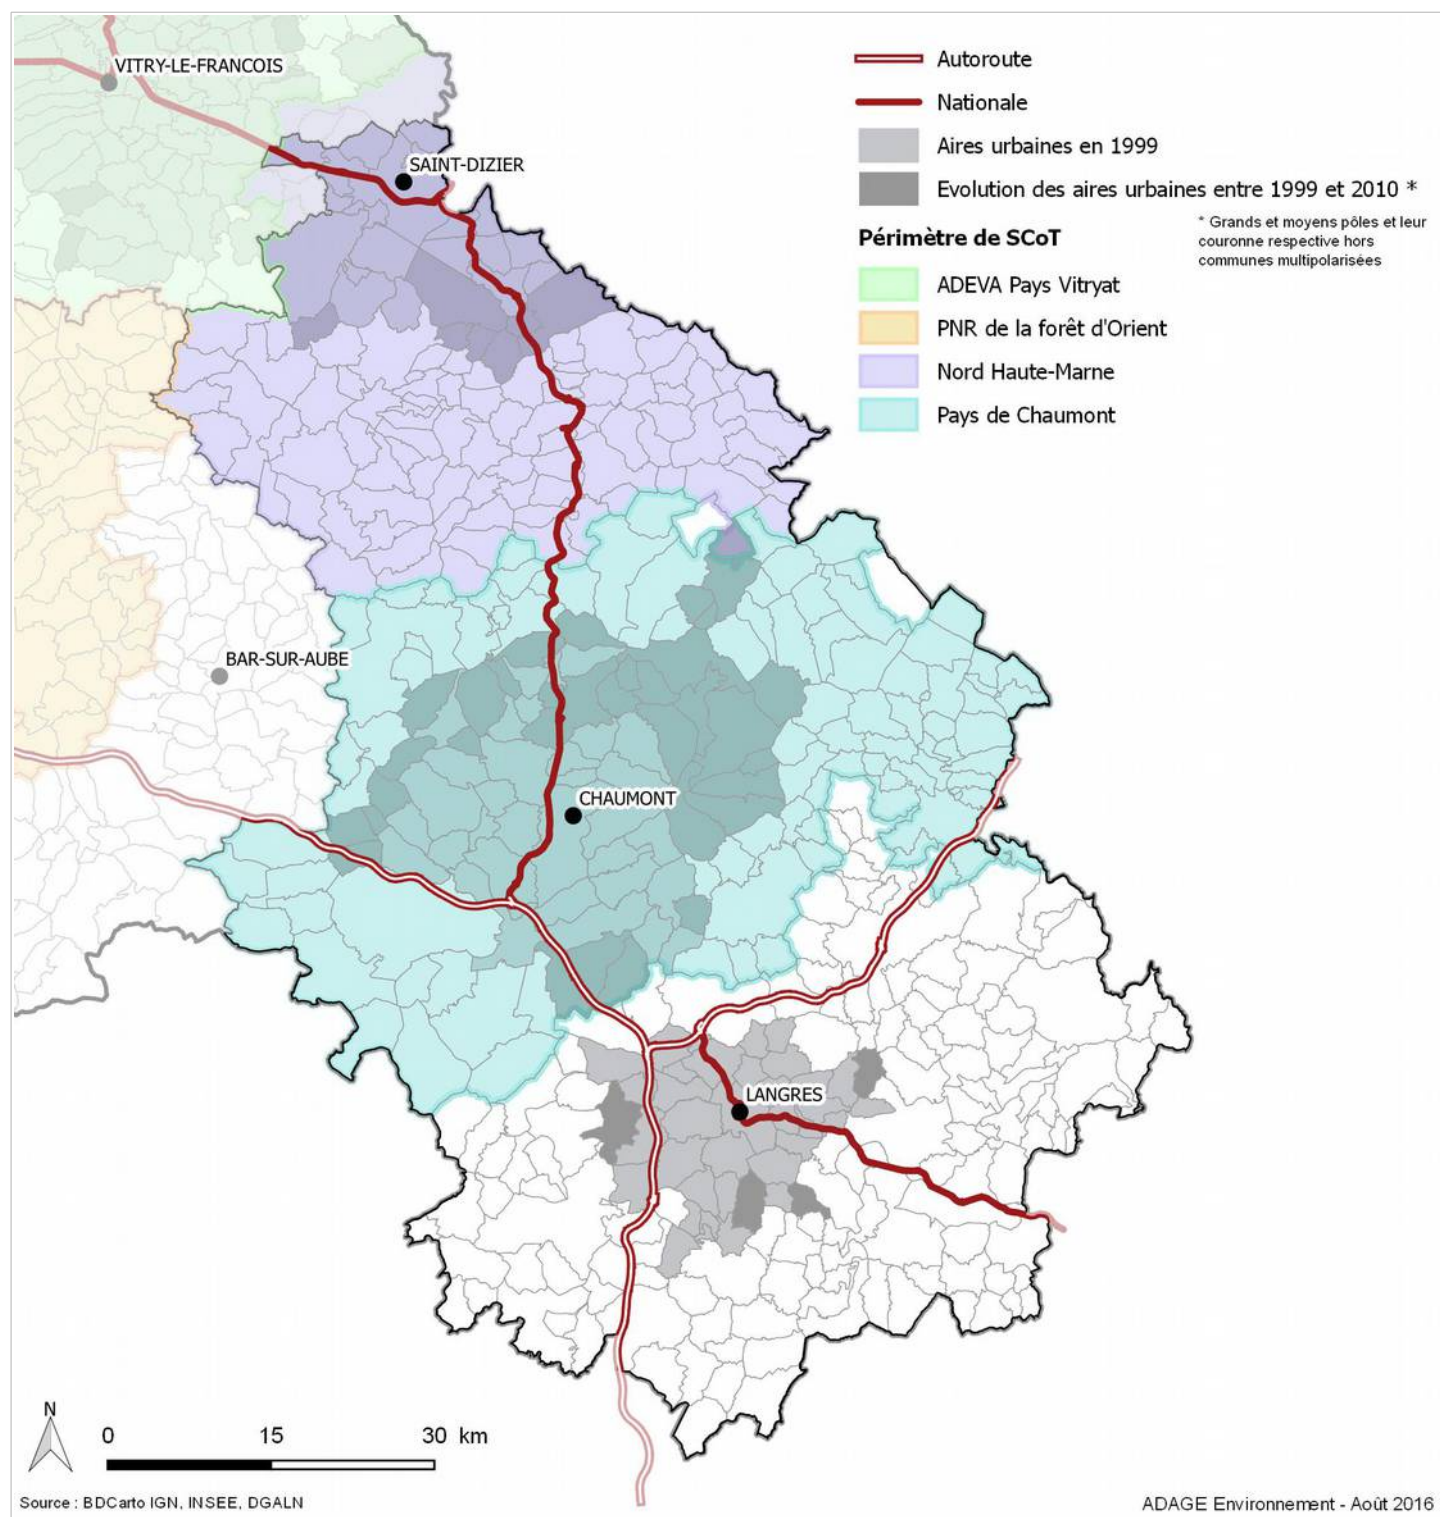 VITRY-LE-FRANCOIS
SAINT-DIZIER
BAR-SUR-AUBE
CHAUMONT
LANGRES
Autoroute
Nationale
Aires urbaines en 1999
Evolution des aires urbaines entre 1999 et 2010 *
* Grands et moyens pôles et leur
couronne respective hors
communes multipolarisées
Périmètre de SCoT
ADEVA Pays Vitryat
PNR de la forêt d'Orient
Nord Haute-Marne
Pays de Chaumont
N
0 15 30 km
Source : BDCarto IGN, INSEE, DGALN
ADAGE Environnement - Août 2016